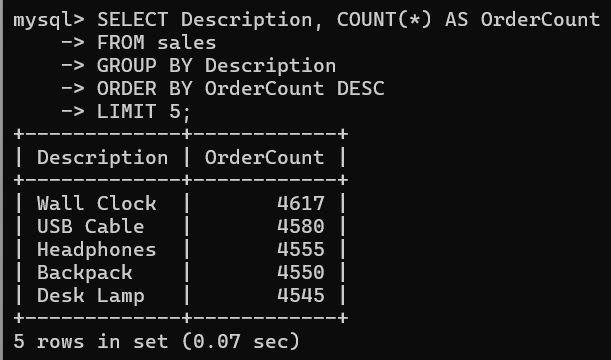 mysql> SELECT Description, COUNT(*) AS OrderCount
    -> FROM sales
    -> GROUP BY Description
    -> ORDER BY OrderCount DESC
    -> LIMIT 5;
+-------------+------------+
| Description | OrderCount |
+-------------+------------+
| Wall Clock  |       4617 |
| USB Cable   |       4580 |
| Headphones  |       4555 |
| Backpack    |       4550 |
| Desk Lamp   |       4545 |
+-------------+------------+
5 rows in set (0.07 sec)